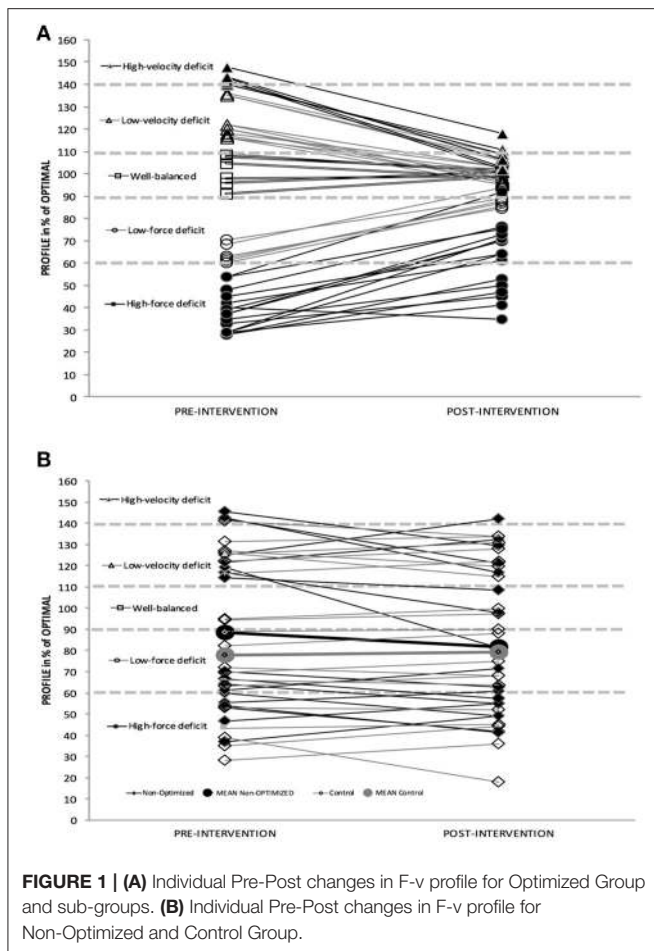 A
160
150
140
130
120
110
100
90
80
70
60
50
40
30
20
10
0
PROFILE in % of OPTIMAL
High-velocity deficit
Low-velocity deficit
Well-balanced
Low-force deficit
High-force deficit
PRE-INTERVENTION POST-INTERVENTION
B
160
150
140
130
120
110
100
90
80
70
60
50
40
30
20
10
0
PROFILE in % of OPTIMAL
High-velocity deficit
Low-velocity deficit
Well-balanced
Low-force deficit
High-force deficit
Non-Optimized MEAN Non-OPTIMIZED Control MEAN Control
PRE-INTERVENTION POST-INTERVENTION
FIGURE 1 | (A) Individual Pre-Post changes in F-v profile for Optimized Group
and sub-groups. (B) Individual Pre-Post changes in F-v profile for
Non-Optimized and Control Group.